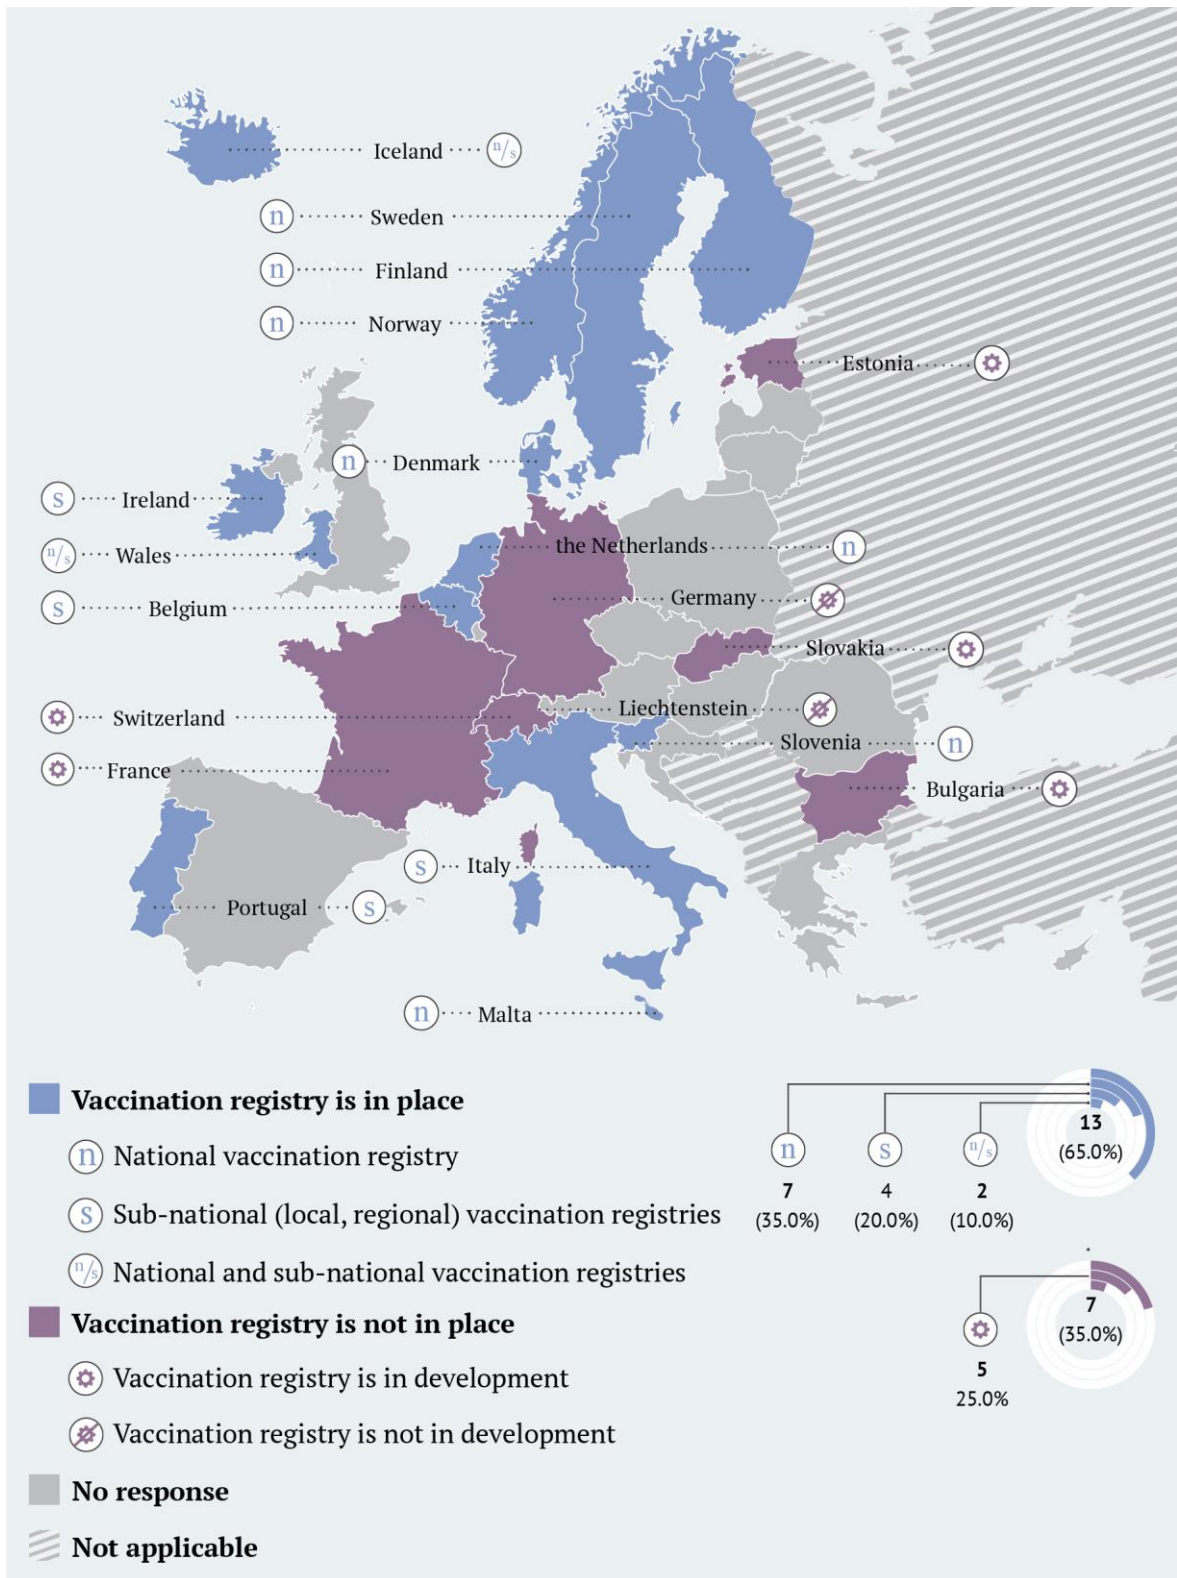 Iceland n/s
n Sweden
n Finland
n Norway
Estonia
n Denmark
s Ireland
the Netherlands n
n/s Wales
Germany
s Belgium
Slovakia
Liechtenstein
Switzerland
Slovenia n
France
Bulgaria
s Italy
Portugal s
n Malta
Vaccination registry is in place
n National vaccination registry
s Sub-national (local, regional) vaccination registries
n/s National and sub-national vaccination registries
13
(65.0%)
n s n/s
7 4 2
(35.0%) (20.0%) (10.0%)
Vaccination registry is not in place
Vaccination registry is in development
Vaccination registry is not in development
7
(35.0%)
5
25.0%
No response
Not applicable